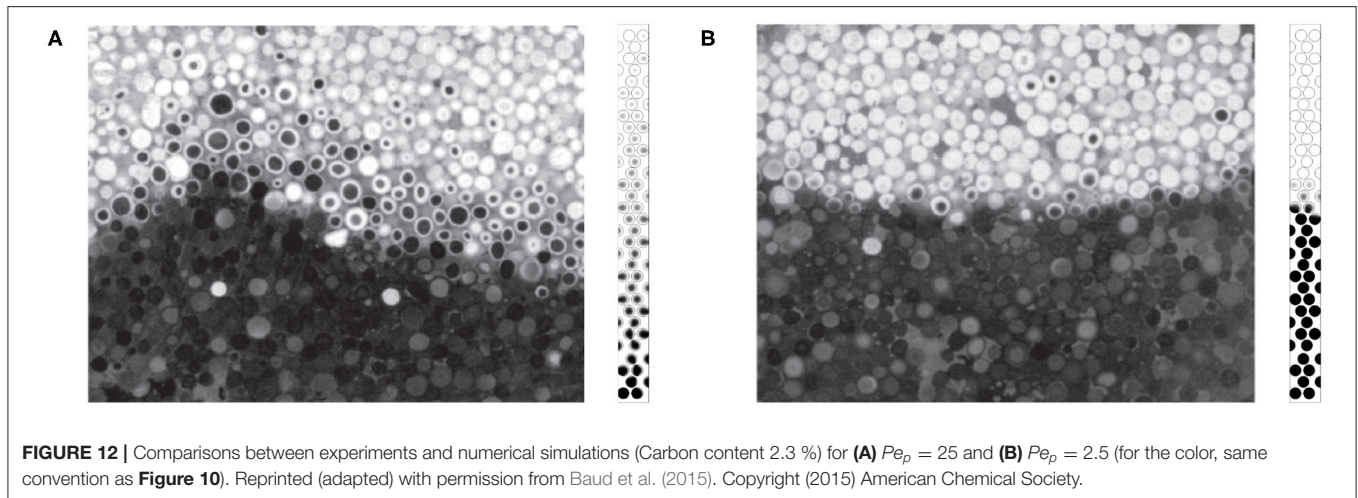 A
B
FIGURE 12 | Comparisons between experiments and numerical simulations (Carbon content 2.3 %) for (A) Pep = 25 and (B) Pep = 2.5 (for the color, same
convention as Figure 10). Reprinted (adapted) with permission from Baud et al. (2015). Copyright (2015) American Chemical Society.